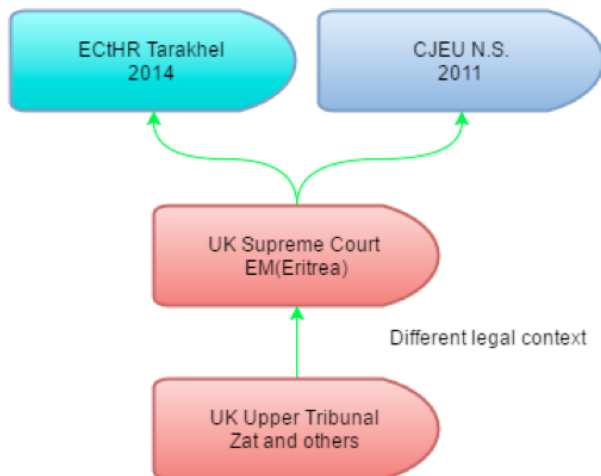 ECtHR Tarakhel
2014
CJEU N.S.
2011
UK Supreme Court
EM(Eritrea)
Different legal context
UK Upper Tribunal
Zat and others